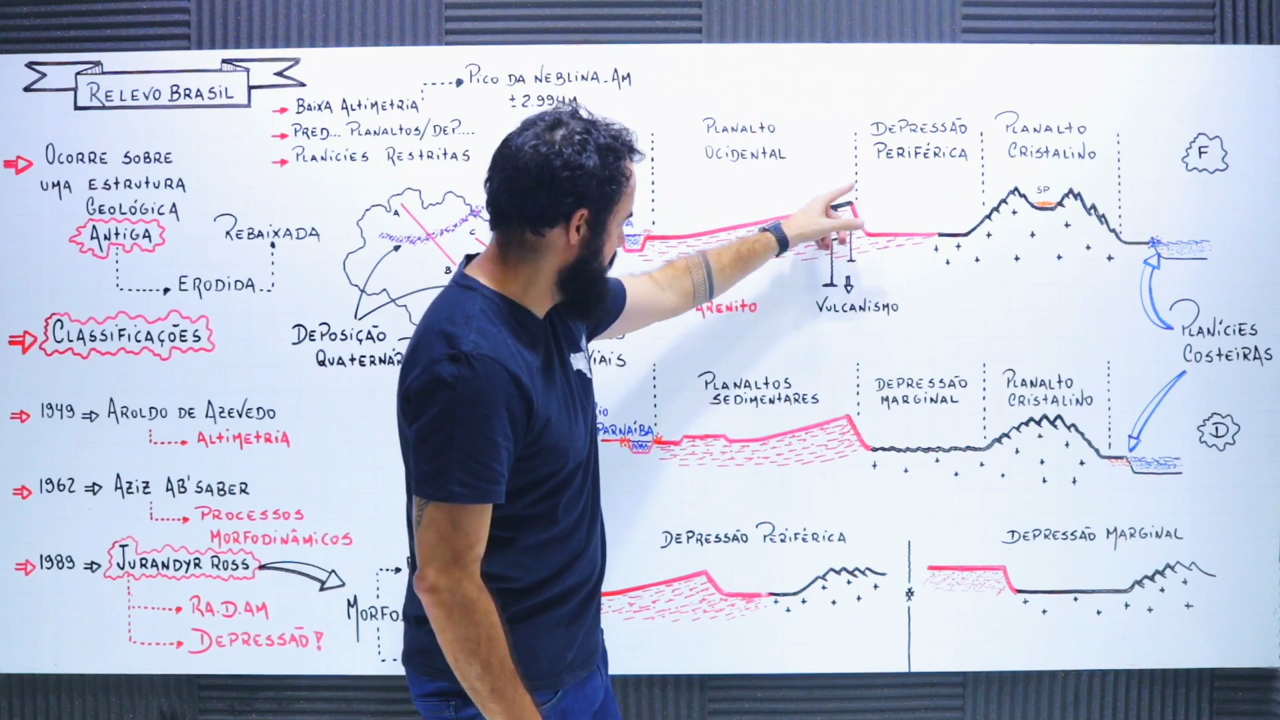 RELEVO BRASIL
BAIXA ALTIMETRIA
PRED... PLANALTOS/DEP....
PLANÍCIES RESTRITAS
PICO DA NEBLINA-AM
±2.994M
OCORRE SOBRE
UMA ESTRUTURA
GEOLÓGICA
ANTIGA
ERODIDA
REBAIXADA
A
B
C
DEPOSIÇÃO
CLASSIFICAÇÕES
1949 ⇒ AROLDO DE AZEVEDO
ALTIMETRIA
1962 ⇒ AZIZ AB'SABER
PROCESSOS
MORFODINÂMICOS
1989 ⇒ JURANDYR ROSS
RA.D.AM
DEPRESSÃO!
PLANALTO
OCIDENTAL
DEPRESSÃO
PERIFÉRICA
PLANALTO
CRISTALINO
F
SP
ARENITO
VULCANISMO
PLANÍCIES
COSTEIRAS
PLANALTOS
SEDIMENTARES
DEPRESSÃO
MARGINAL
PLANALTO
CRISTALINO
D
PARNAÍBA
DEPRESSÃO PERIFÉRICA
DEPRESSÃO MARGINAL